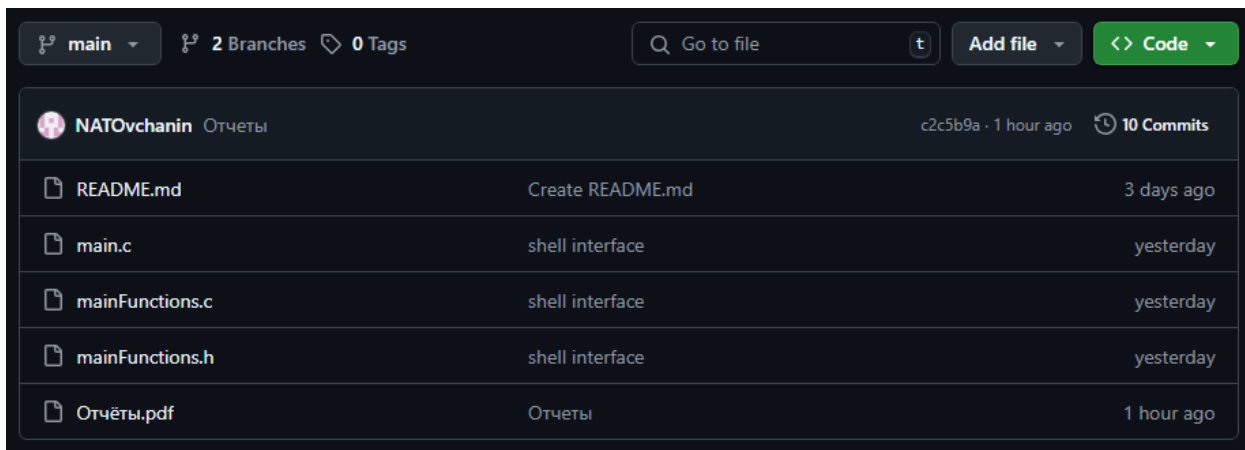 main 2 Branches 0 Tags Go to file t Add file <> Code
NATOvchanin Отчеты c2c5b9a · 1 hour ago 10 Commits
README.md Create README.md 3 days ago
main.c shell interface yesterday
mainFunctions.c shell interface yesterday
mainFunctions.h shell interface yesterday
Отчёты.pdf Отчеты 1 hour ago